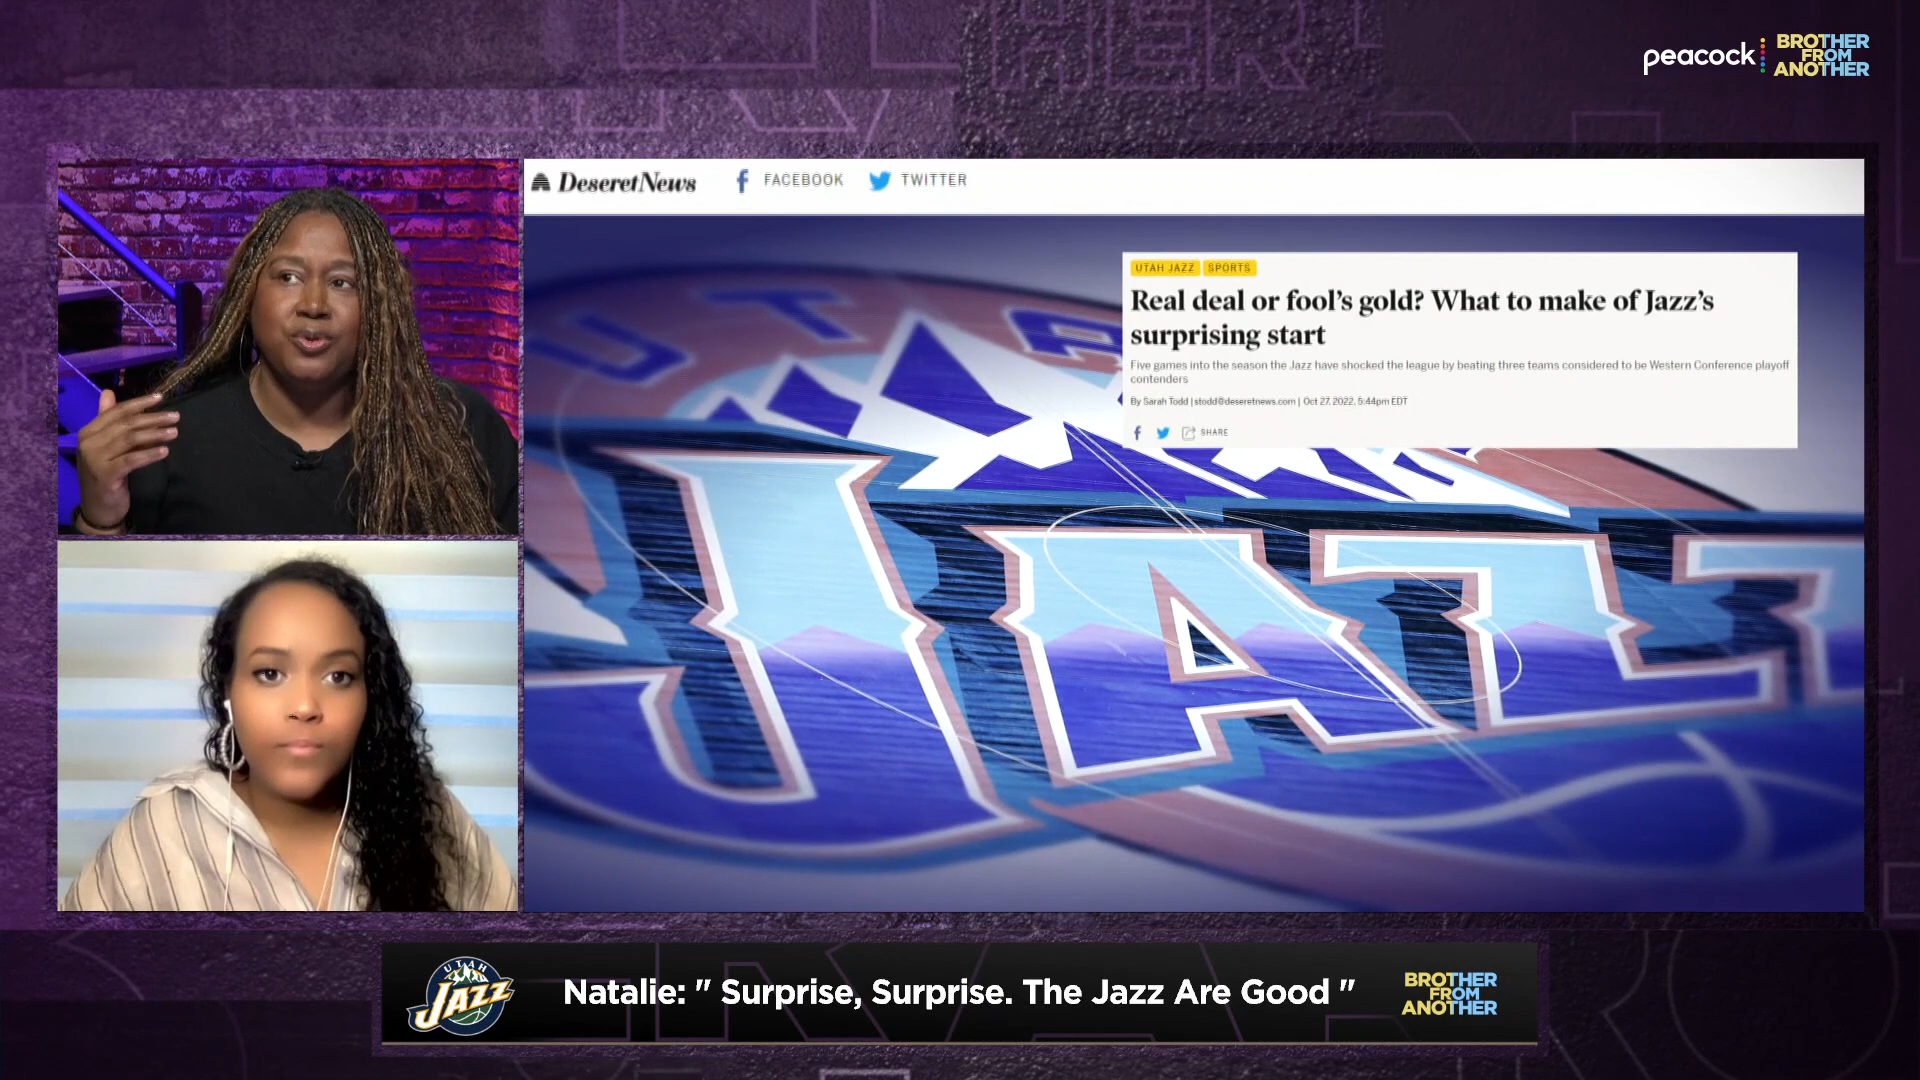 peacock
BROTHER
FROM
ANOTHER
DeseretNews
FACEBOOK
TWITTER
UTAH JAZZ
SPORTS
Real deal or fool's gold? What to make of Jazz's
surprising start
Five games into the season the Jazz have shocked the league by beating three teams considered to be Western Conference playoff
contenders
By Sarah Todd | stodd@deseretnews.com | Oct 27, 2022, 5:44pm EDT
SHARE
UTA
JAZZ
UTAH
JAZZ
Natalie: " Surprise, Surprise. The Jazz Are Good "
BROTHER
FROM
ANOTHER